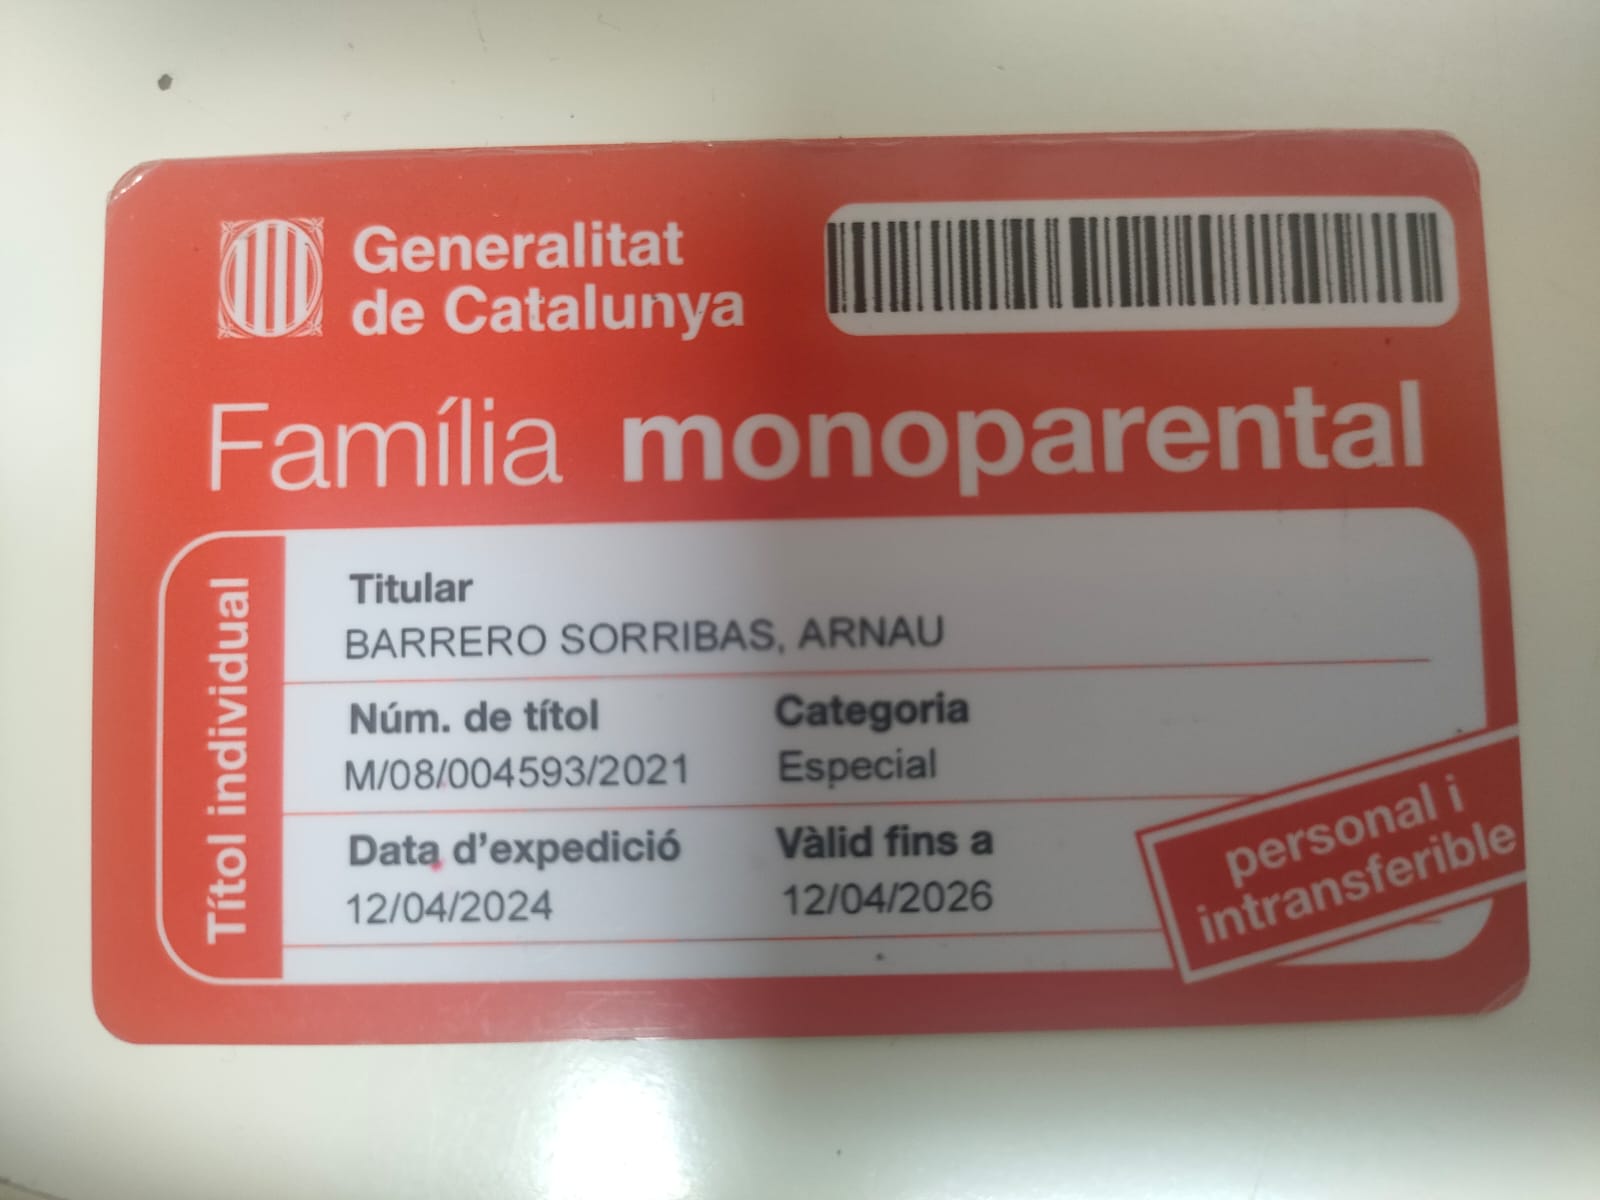 Generalitat
de Catalunya
Família monoparental
Títol individual
Titular
BARRERO SORRIBAS, ARNAU
Núm. de títol
Categoria
M/08/004593/2021
Especial
Data d'expedició
Vàlid fins a
12/04/2024
12/04/2026
personal i
intransferible